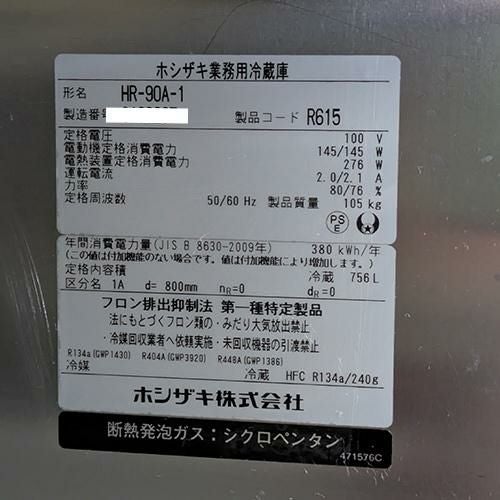 ホシザキ業務用冷蔵庫
形名 HR-90A-1
製造番号 製品コード R615
定格電圧 100 V
電動機定格消費電力 145/145 W
電熱装置定格消費電力 276 W
運転電流 2.0/2.1 A
力率 80/76 %
定格周波数 50/60 Hz 製品質量 105 kg
PS
E
年間消費電力量(JIS B 8630-2009年) 380 kWh/年
(この値は付加機能のない場合です。値は付加機能により増加します。)
定格内容積 冷蔵 756 L
区分名 1A d= 800mm nR=0 dR=0
フロン排出抑制法 第一種特定製品
法にもとづくフロン類の・みだり大気放出禁止
・冷媒回収業者へ依頼実施・未回収機器の引渡禁止
R134a(GWP1430) R404A(GWP3920) R448A(GWP1386)
冷媒 冷蔵 HFC R134a/240g
ホシザキ株式会社
断熱発泡ガス：シクロペンタン
471576C